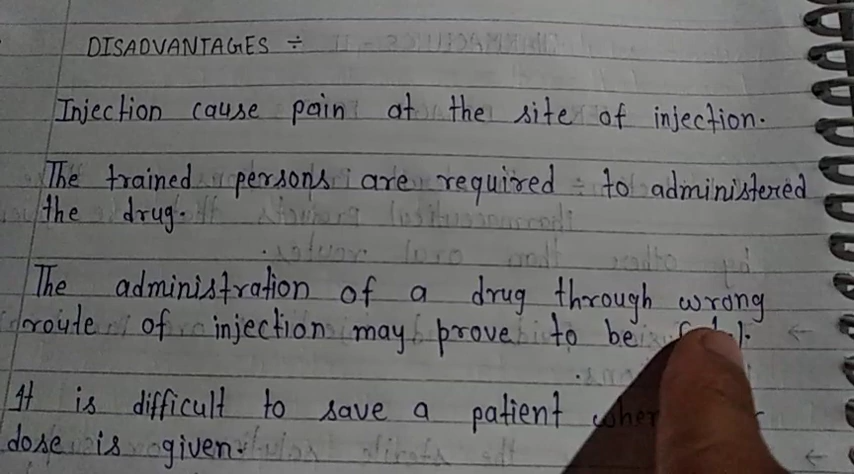 DISADVANTAGES ÷
Injection cause pain at the site of injection.
The trained persons are required to administered
the drug.
The administration of a drug through wrong
route of injection may prove to be
It is difficult to save a patient
dose is given.